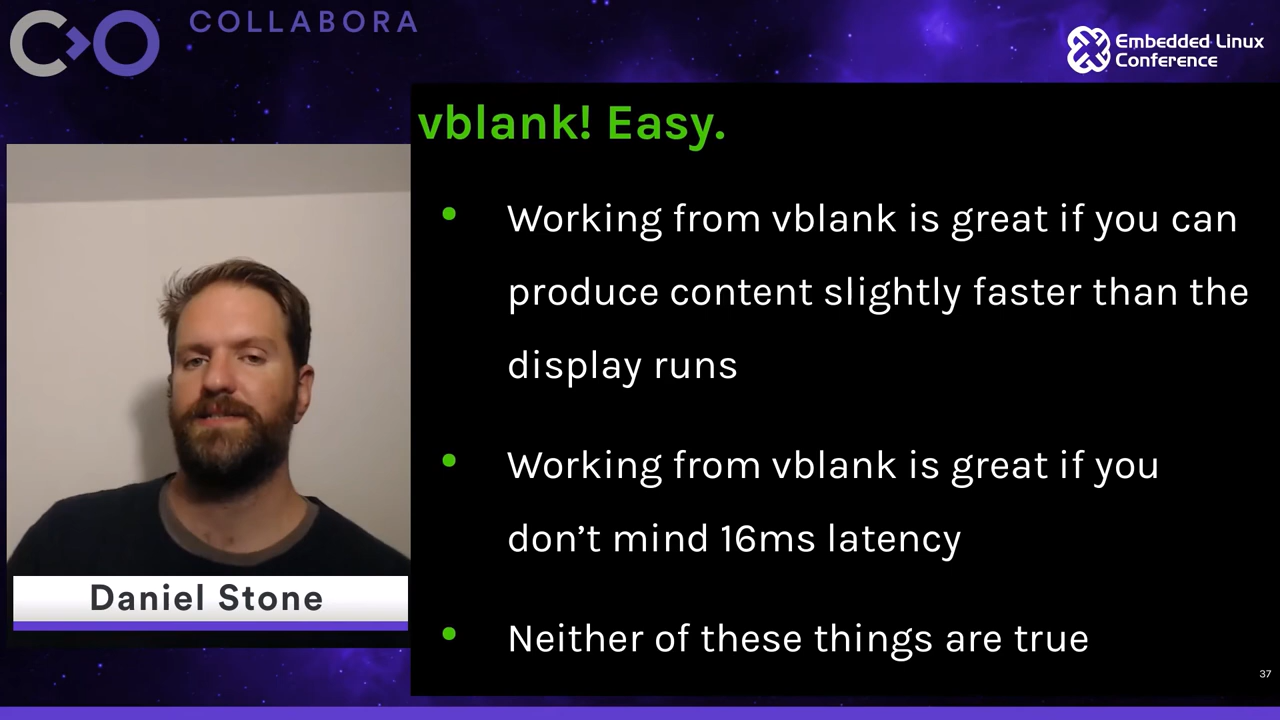 COLLABORA
Embedded Linux
Conference
vblank! Easy.
• Working from vblank is great if you can
produce content slightly faster than the
display runs
• Working from vblank is great if you
don’t mind 16ms latency
• Neither of these things are true
Daniel Stone
37